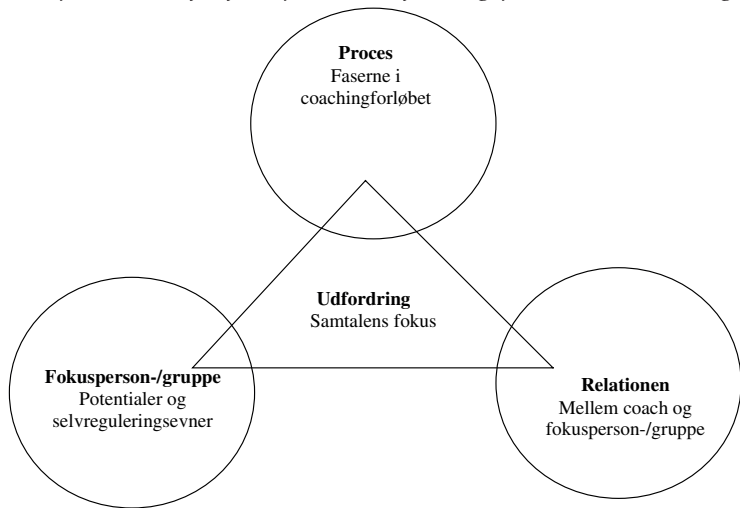 Proces
Faserne i
coachingforløbet
Udfordring
Samtalens fokus
Fokusperson-/gruppe
Potentialer og
selvreguleringsevner
Relationen
Mellem coach og
fokusperson-/gruppe